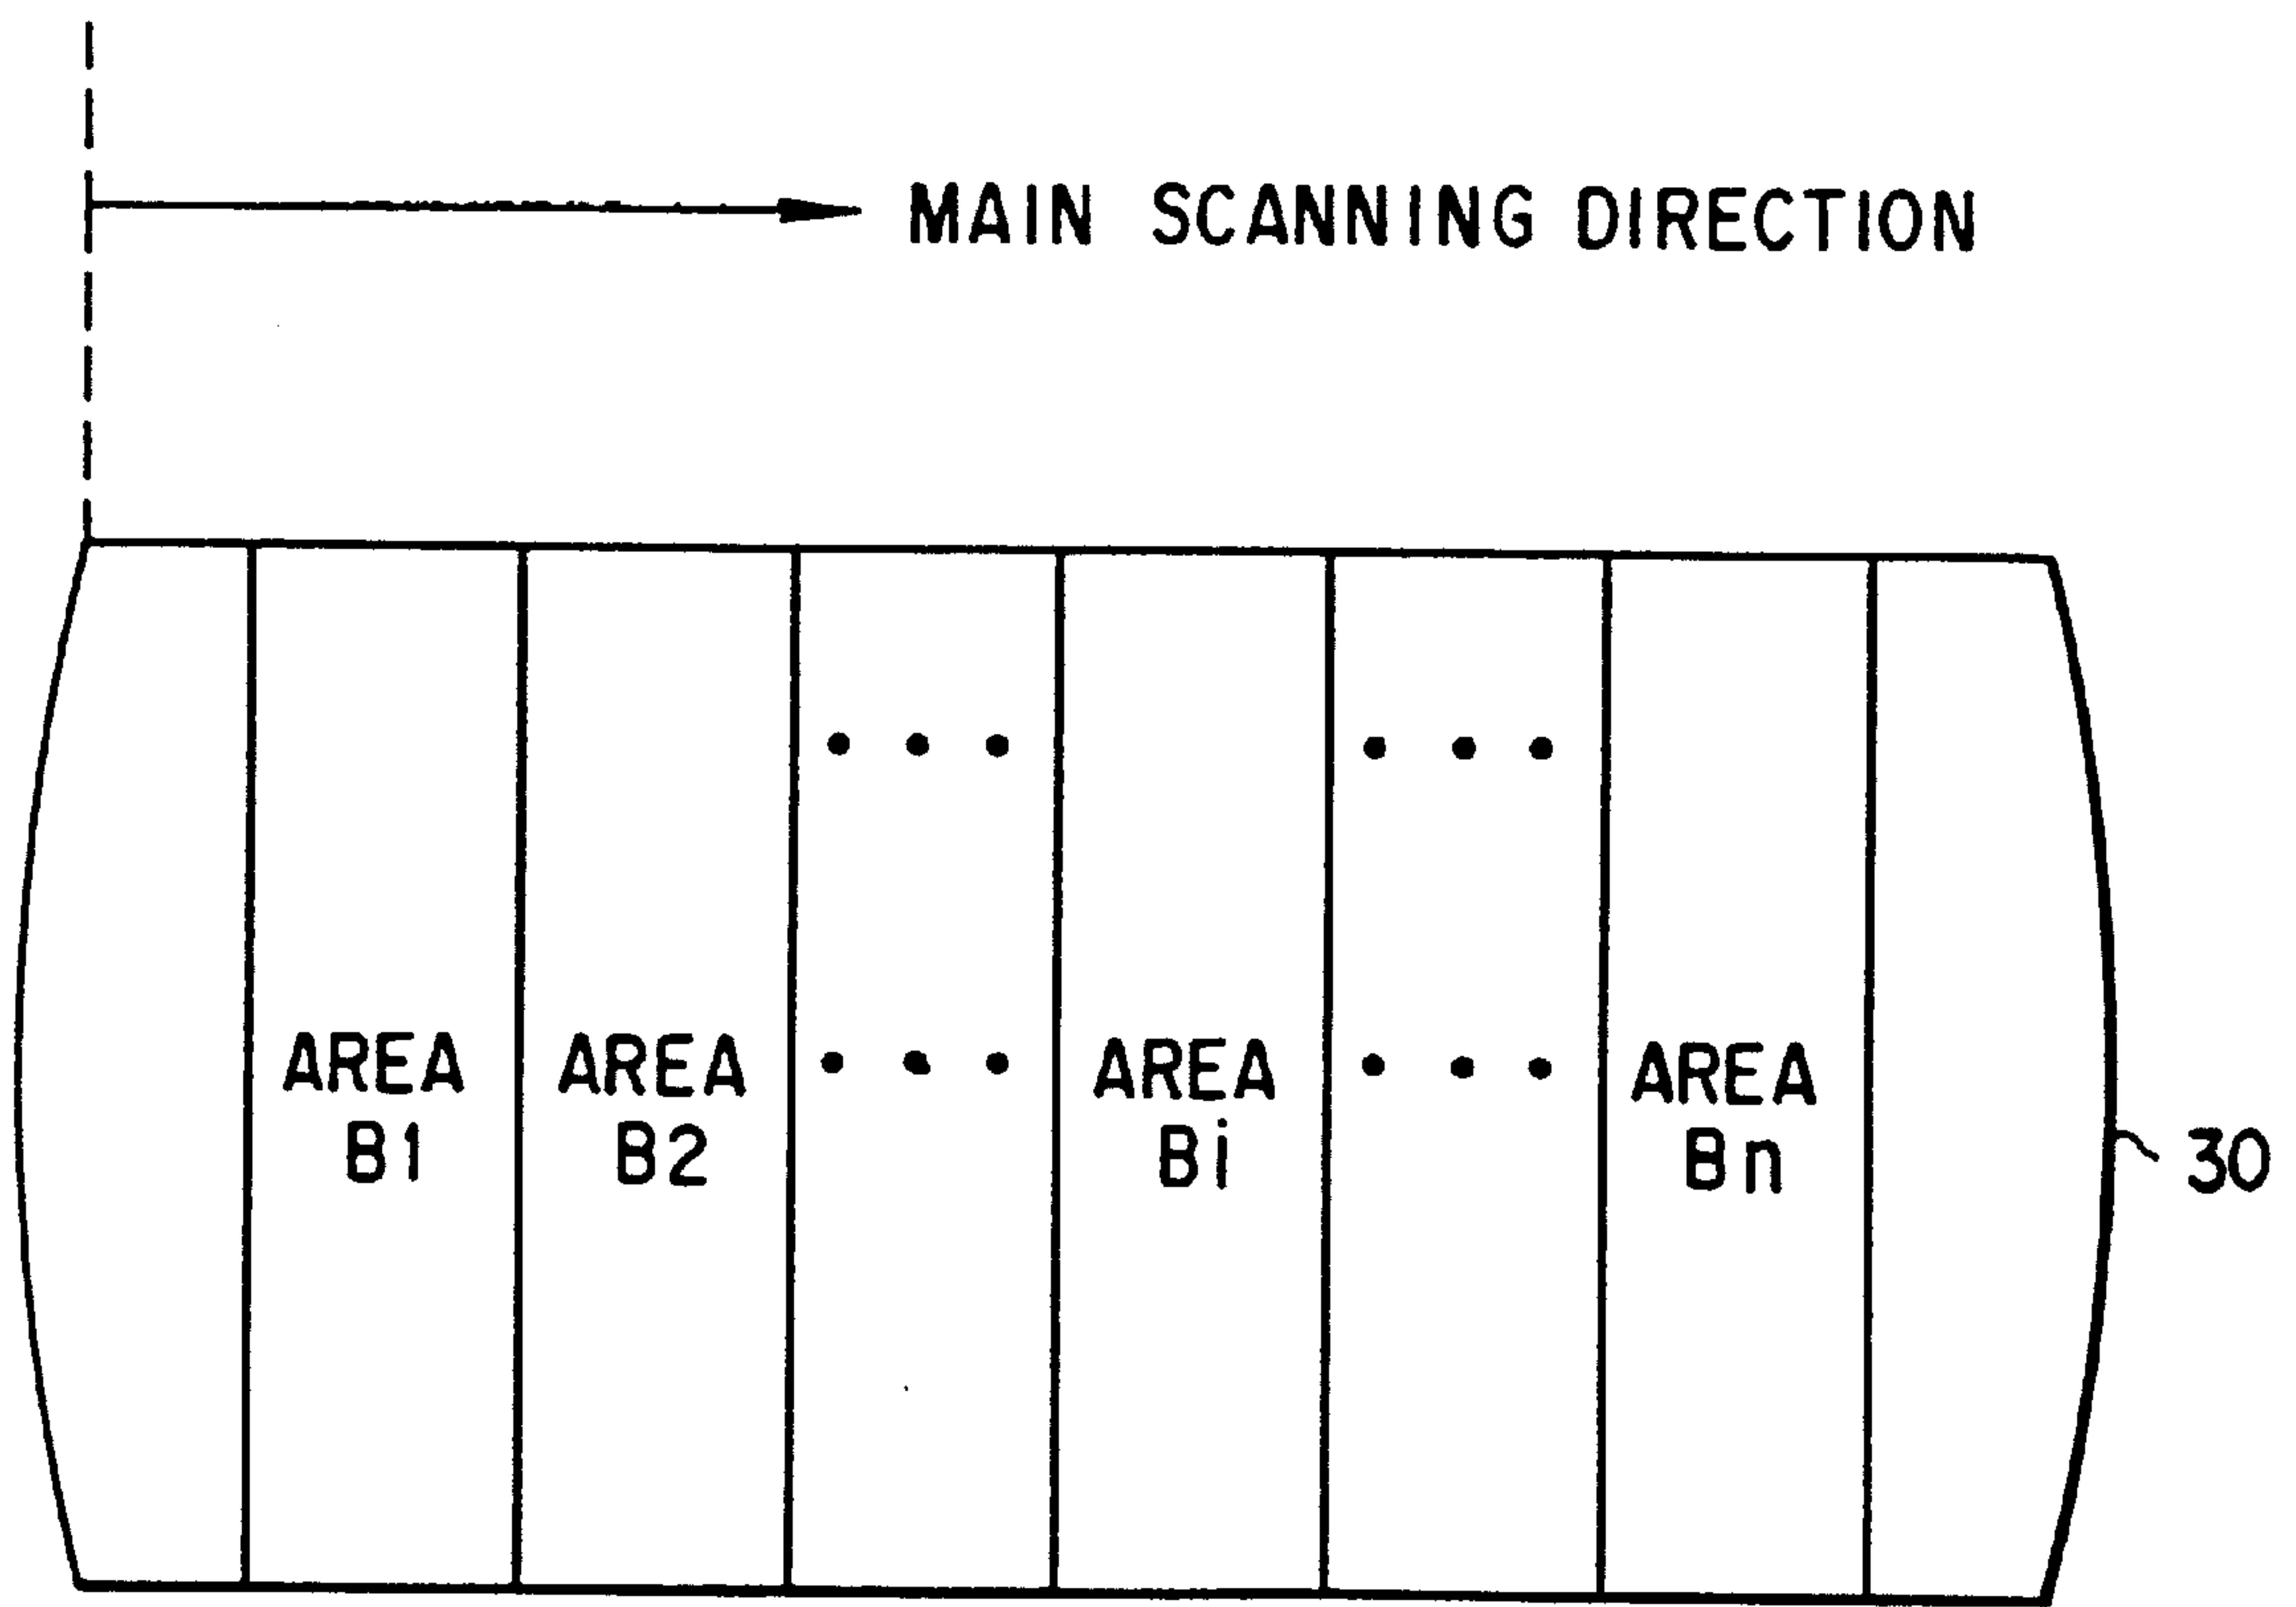 MAIN SCANNING DIRECTION
AREA B1
AREA B2
• • •
• • •
AREA Bi
• • •
• • •
AREA Bn
30